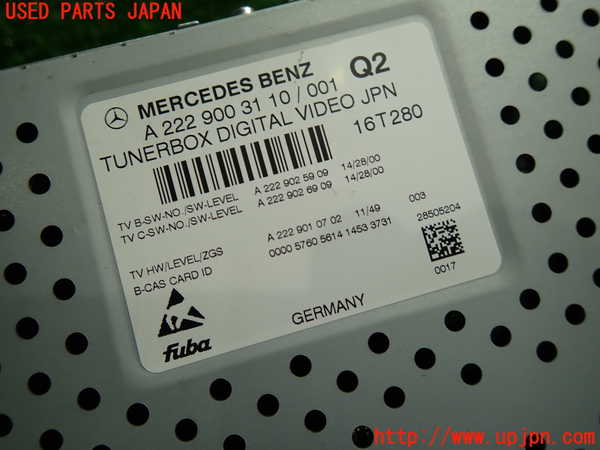 USED PARTS JAPAN
MERCEDES BENZ Q2
A 222 900 31 10 / 001
TUNERBOX DIGITAL VIDEO JPN
16T280
TV B-SW-NO./SW-LEVEL A 222 902 59 09 14/28/00
TV C-SW-NO./SW-LEVEL A 222 902 69 09 14/28/00
TV HW/LEVEL/ZGS A 222 901 07 02 11/49 003
B-CAS CARD ID 0000 5760 5614 1453 3731 28505204
0017
GERMANY
fuba
http://www.upjpn.com/